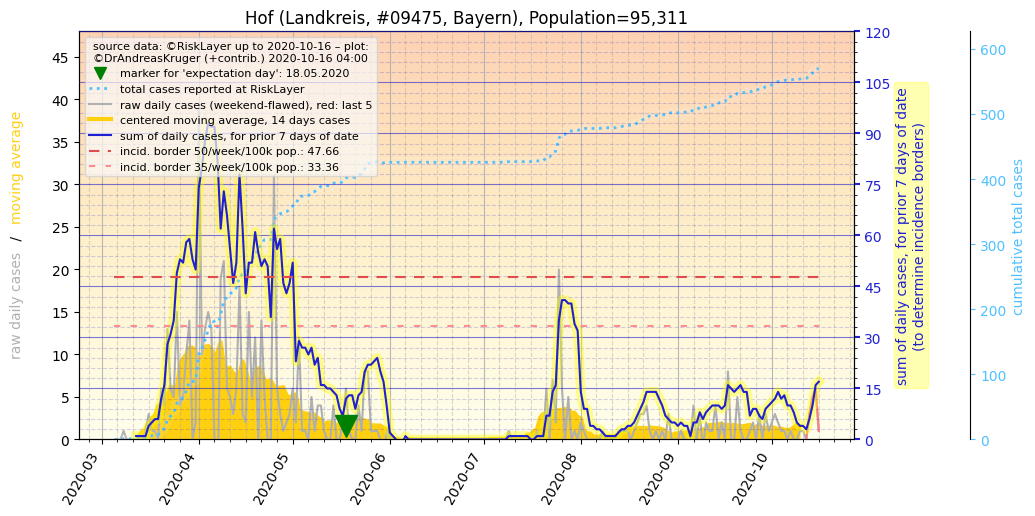 Hof (Landkreis, #09475, Bayern), Population=95,311
source data: ©RiskLayer up to 2020-10-16 – plot:
©DrAndreasKruger (+contrib.) 2020-10-16 04:00
marker for 'expectation day': 18.05.2020
total cases reported at RiskLayer
raw daily cases (weekend-flawed), red: last 5
centered moving average, 14 days cases
sum of daily cases, for prior 7 days of date
incid. border 50/week/100k pop.: 47.66
incid. border 35/week/100k pop.: 33.36
raw daily cases / moving average
45
40
35
30
25
20
15
10
5
0
2020-03
2020-04
2020-05
2020-06
2020-07
2020-08
2020-09
2020-10
120
105
90
75
60
45
30
15
0
sum of daily cases, for prior 7 days of date
(to determine incidence borders)
600
500
400
300
200
100
0
cumulative total cases